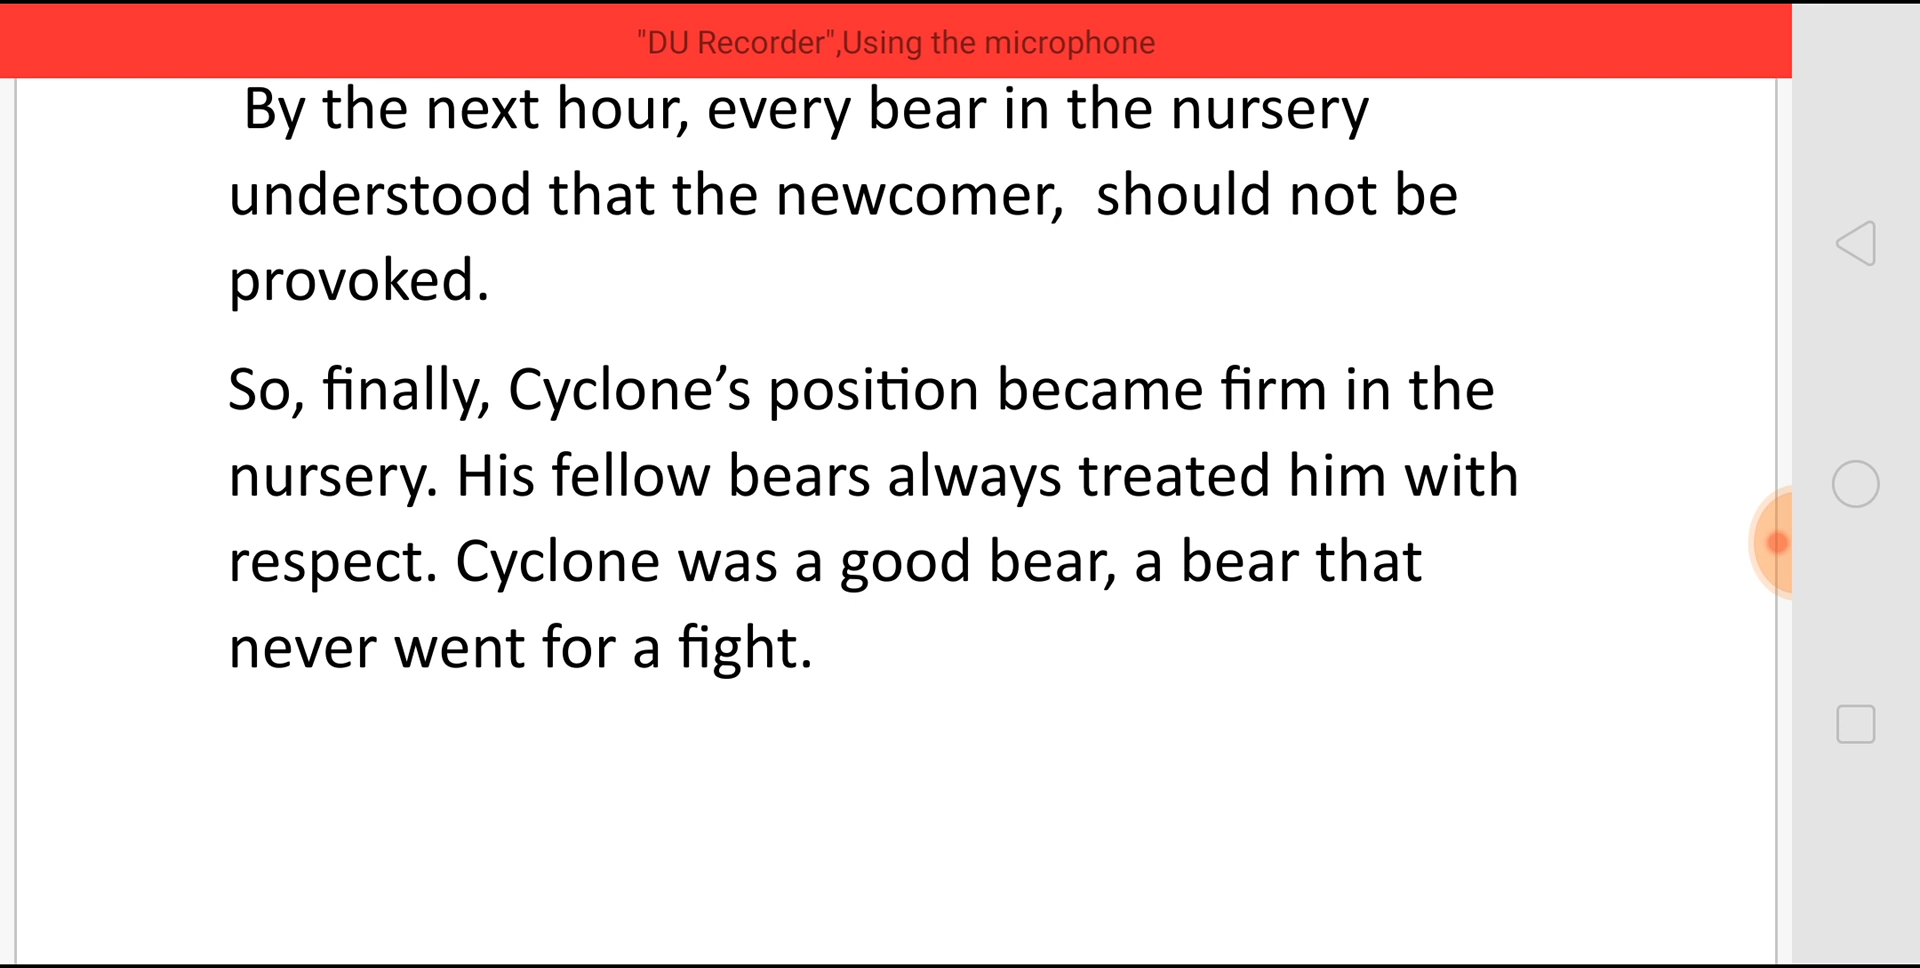 "DU Recorder",Using the microphone
By the next hour, every bear in the nursery
understood that the newcomer,  should not be
provoked.
So, finally, Cyclone’s position became firm in the
nursery. His fellow bears always treated him with
respect. Cyclone was a good bear, a bear that
never went for a fight.